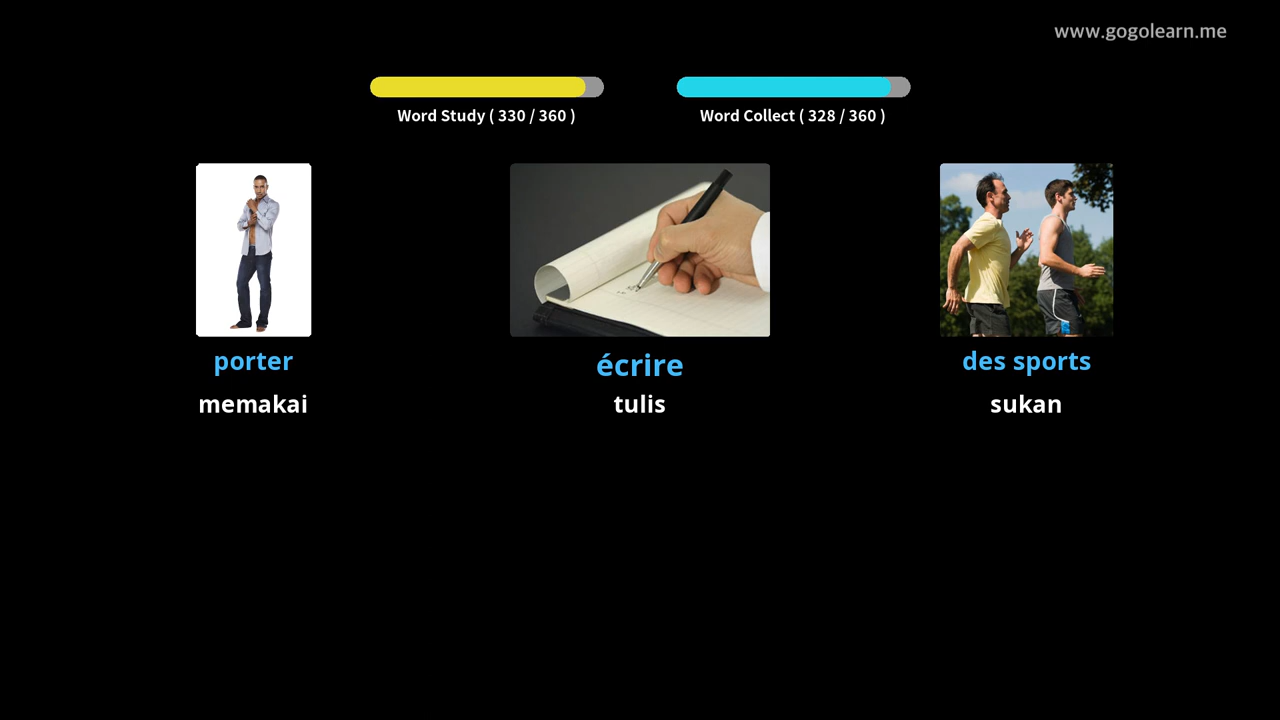 www.gogolearn.me
Word Study ( 330 / 360 )
Word Collect ( 328 / 360 )
porter
écrire
des sports
memakai
tulis
sukan